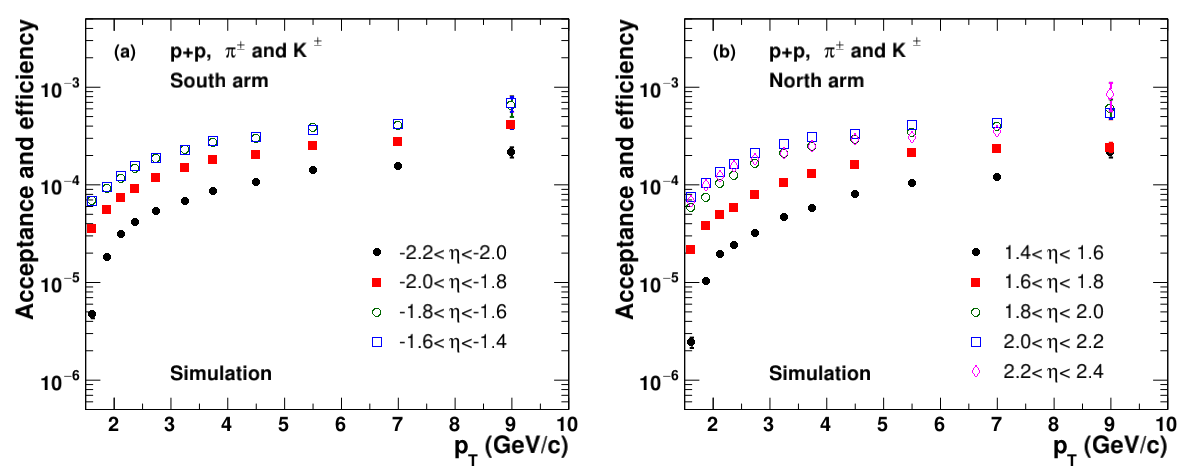 Acceptance and efficiency
(a) p+p, π± and K ±
South arm
10⁻³
10⁻⁴
10⁻⁵
10⁻⁶
-2.2< η<-2.0
-2.0< η<-1.8
-1.8< η<-1.6
-1.6< η<-1.4
Simulation
2 3 4 5 6 7 8 9 10
p_T (GeV/c)
Acceptance and efficiency
(b) p+p, π± and K ±
North arm
10⁻³
10⁻⁴
10⁻⁵
10⁻⁶
1.4< η< 1.6
1.6< η< 1.8
1.8< η< 2.0
2.0< η< 2.2
2.2< η< 2.4
Simulation
2 3 4 5 6 7 8 9 10
p_T (GeV/c)